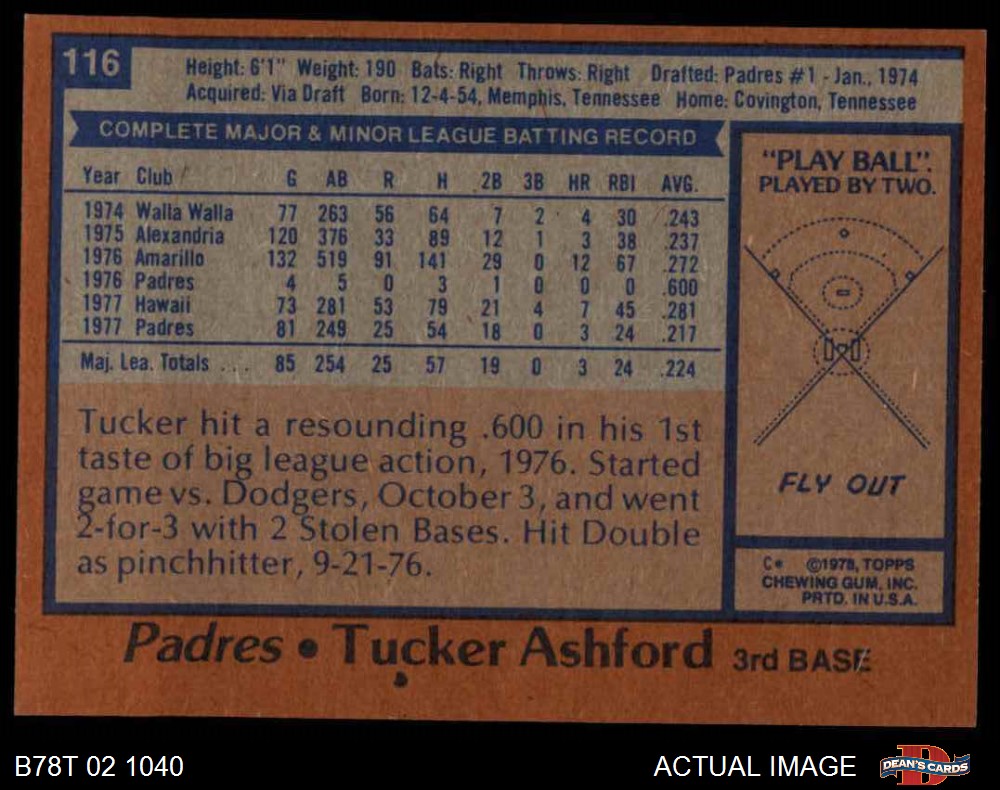 116
Height: 6'1" Weight: 190 Bats: Right Throws: Right Drafted: Padres #1 - Jan., 1974
Acquired: Via Draft Born: 12-4-54, Memphis, Tennessee Home: Covington, Tennessee
COMPLETE MAJOR & MINOR LEAGUE BATTING RECORD
Year Club G AB R H 2B 3B HR RBI AVG.
1974 Walla Walla 77 263 56 64 7 2 4 30 .243
1975 Alexandria 120 376 33 89 12 1 3 38 .237
1976 Amarillo 132 519 91 141 29 0 12 67 .272
1976 Padres 4 5 0 3 1 0 0 0 .600
1977 Hawaii 73 281 53 79 21 4 7 45 .281
1977 Padres 81 249 25 54 18 0 3 24 .217
Maj. Lea. Totals ... 85 254 25 57 19 0 3 24 .224
Tucker hit a resounding .600 in his 1st
taste of big league action, 1976. Started
game vs. Dodgers, October 3, and went
2-for-3 with 2 Stolen Bases. Hit Double
as pinchhitter, 9-21-76.
"PLAY BALL".
PLAYED BY TWO.
FLY OUT
C* ©1978, TOPPS
CHEWING GUM, INC.
PRTD. IN U.S.A.
Padres • Tucker Ashford 3rd BASE
B78T 02 1040
ACTUAL IMAGE
D
DEAN'S CARDS